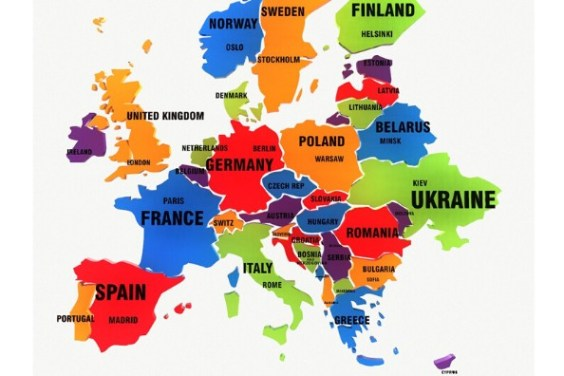 FINLAND
HELSINKI
SWEDEN
NORWAY
OSLO
STOCKHOLM
ESTONIA
LATVIA
DENMARK
LITHUANIA
UNITED KINGDOM
BELARUS
MINSK
IRELAND
LONDON
NETHERLANDS
BERLIN
POLAND
WARSAW
GERMANY
BELGIUM
CZECH REP
KIEV
UKRAINE
PARIS
FRANCE
SLOVAKIA
AUSTRIA
HUNGARY
SWITZ
ROMANIA
CROATIA
BOSNIA
SERBIA
ITALY
ROME
BULGARIA
SOFIA
SPAIN
MADRID
PORTUGAL
GREECE
CYPRUS